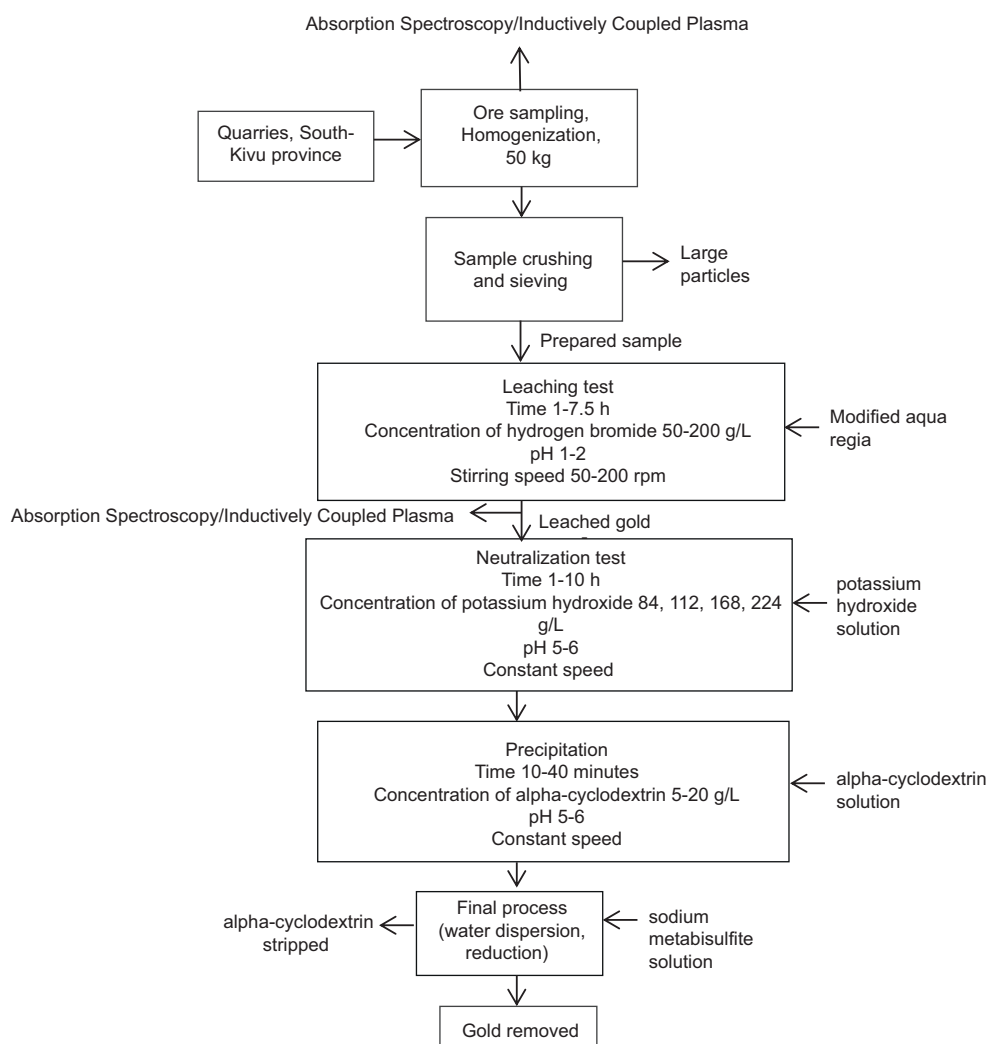 Absorption Spectroscopy/Inductively Coupled Plasma
Quarries, South-
Kivu province
Ore sampling,
Homogenization,
50 kg
Sample crushing
and sieving
Large
particles
Prepared sample
Leaching test
Time 1-7.5 h
Concentration of hydrogen bromide 50-200 g/L
pH 1-2
Stirring speed 50-200 rpm
Modified aqua
regia
Absorption Spectroscopy/Inductively Coupled Plasma
Leached gold
Neutralization test
Time 1-10 h
Concentration of potassium hydroxide 84, 112, 168, 224
g/L
pH 5-6
Constant speed
potassium
hydroxide
solution
Precipitation
Time 10-40 minutes
Concentration of alpha-cyclodextrin 5-20 g/L
pH 5-6
Constant speed
alpha-cyclodextrin
solution
alpha-cyclodextrin
stripped
Final process
(water dispersion,
reduction)
sodium
metabisulfite
solution
Gold removed